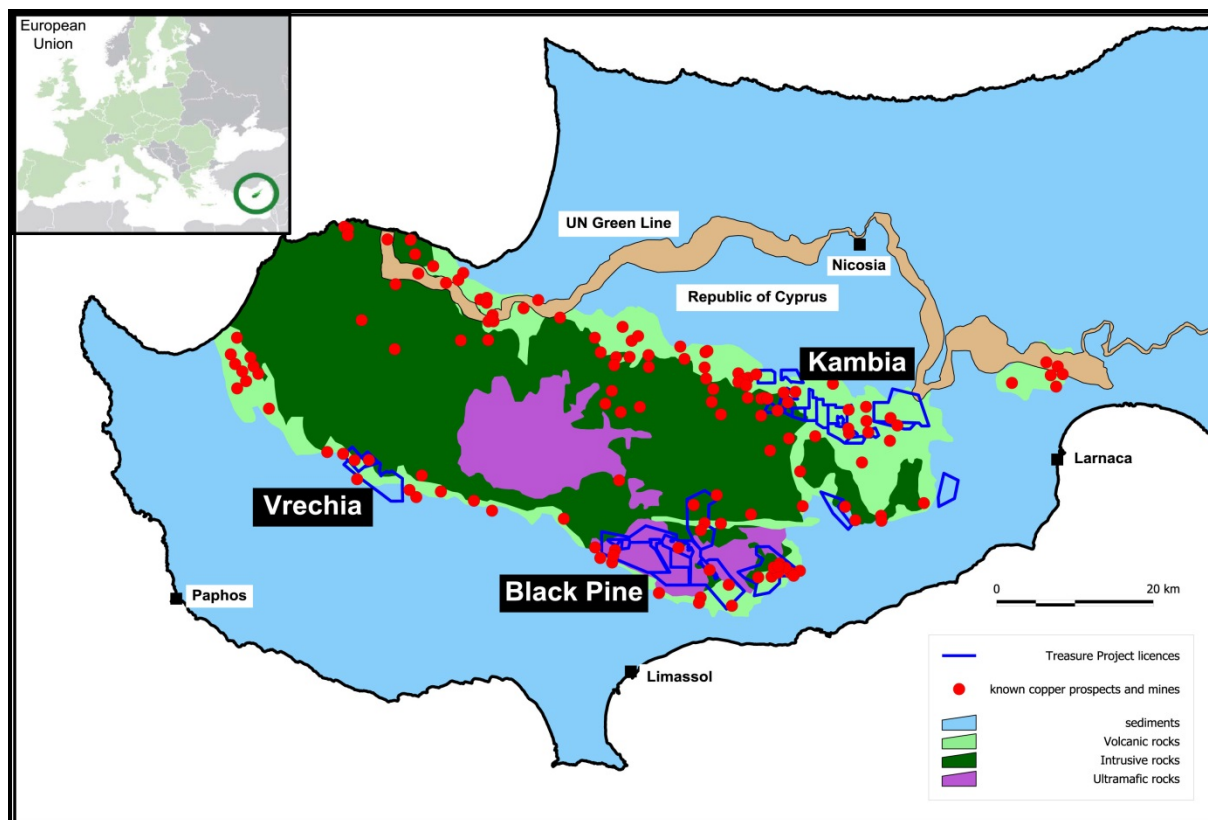 European
Union
UN Green Line
Nicosia
Republic of Cyprus
Kambia
Larnaca
Vrechia
Black Pine
Paphos
Limassol
0 20 km
Treasure Project licences
known copper prospects and mines
sediments
Volcanic rocks
Intrusive rocks
Ultramafic rocks